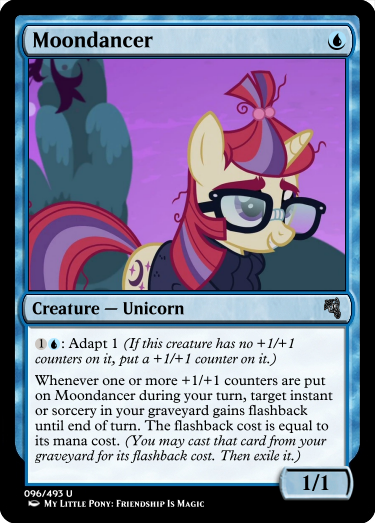 Moondancer
Creature — Unicorn
1: Adapt 1 (If this creature has no +1/+1
counters on it, put a +1/+1 counter on it.)
Whenever one or more +1/+1 counters are put
on Moondancer during your turn, target instant
or sorcery in your graveyard gains flashback
until end of turn. The flashback cost is equal to
its mana cost. (You may cast that card from your
graveyard for its flashback cost. Then exile it.)
1/1
096/493 U
My Little Pony: Friendship Is Magic